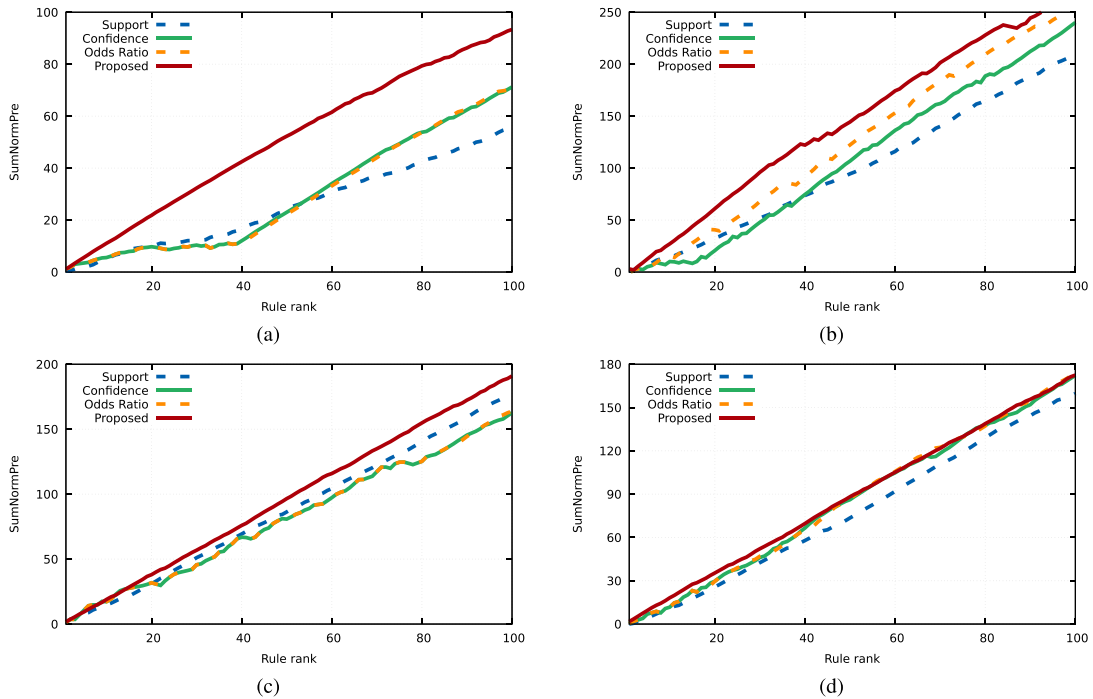 100
80
60
40
20
0
SumNormPre
Support
Confidence
Odds Ratio
Proposed
20 40 60 80 100
Rule rank
(a)
250
200
150
100
50
0
SumNormPre
Support
Confidence
Odds Ratio
Proposed
20 40 60 80 100
Rule rank
(b)
200
150
100
50
0
SumNormPre
Support
Confidence
Odds Ratio
Proposed
20 40 60 80 100
Rule rank
(c)
180
150
120
90
60
30
0
SumNormPre
Support
Confidence
Odds Ratio
Proposed
20 40 60 80 100
Rule rank
(d)